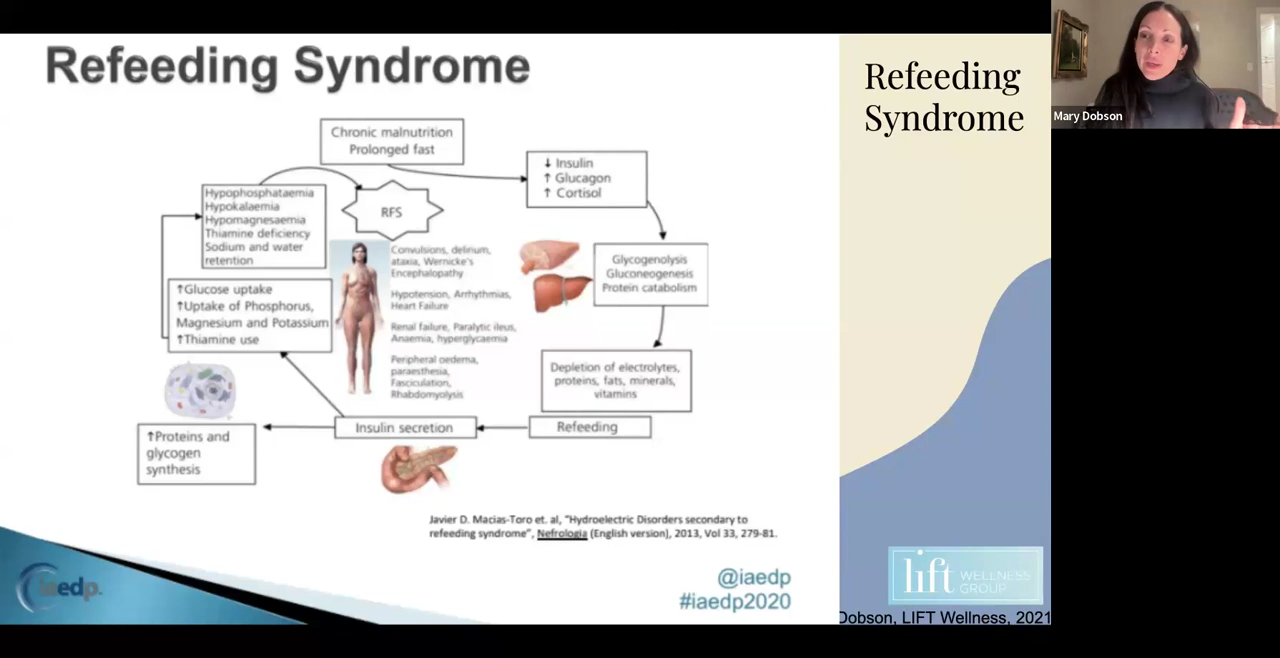 Refeeding Syndrome
Chronic malnutrition
Prolonged fast
↓ Insulin
↑ Glucagon
↑ Cortisol
Glycogenolysis
Gluconeogenesis
Protein catabolism
Depletion of electrolytes,
proteins, fats, minerals,
vitamins
Refeeding
Insulin secretion
↑Proteins and
glycogen
synthesis
↑Glucose uptake
↑Uptake of Phosphorus,
Magnesium and Potassium
↑Thiamine use
Hypophosphataemia
Hypokalaemia
Hypomagnesaemia
Thiamine deficiency
Sodium and water
retention
RFS
Convulsions, delirium,
ataxia, Wernicke's
Encephalopathy
Hypotension, Arrhythmias,
Heart Failure
Renal failure, Paralytic ileus,
Anaemia, hyperglycaemia
Peripheral oedema,
paraesthesia,
Fasciculation,
Rhabdomyolysis
Javier D. Macias-Toro et. al, "Hydroelectric Disorders secondary to
refeeding syndrome", Nefrologia (English version), 2013, Vol 33, 279-81.
iaedp.
@iaedp
#iaedp2020
Refeeding
Syndrome
lift WELLNESS
GROUP
Dobson, LIFT Wellness, 2021
Mary Dobson